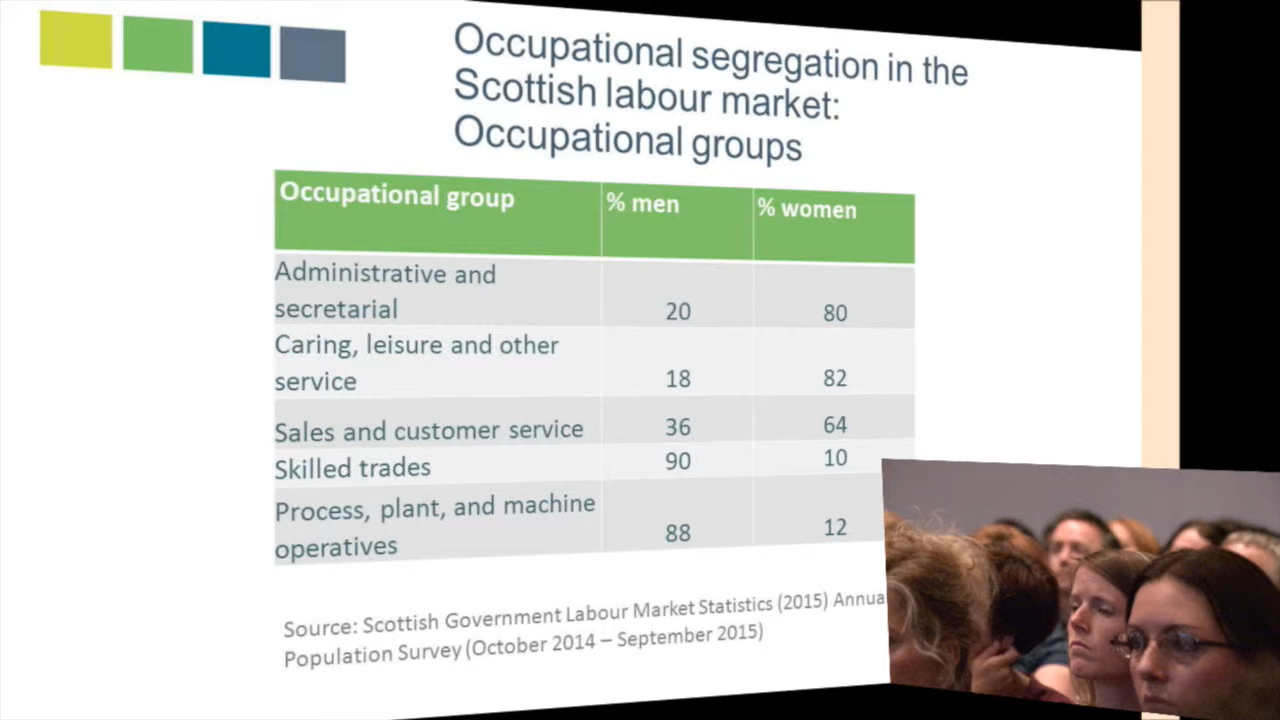 Occupational segregation in the
Scottish labour market:
Occupational groups
Occupational group % men % women
Administrative and
secretarial 20 80
Caring, leisure and other
service 18 82
Sales and customer service 36 64
Skilled trades 90 10
Process, plant, and machine
operatives 88 12
Source: Scottish Government Labour Market Statistics (2015) Annua
Population Survey (October 2014 – September 2015)